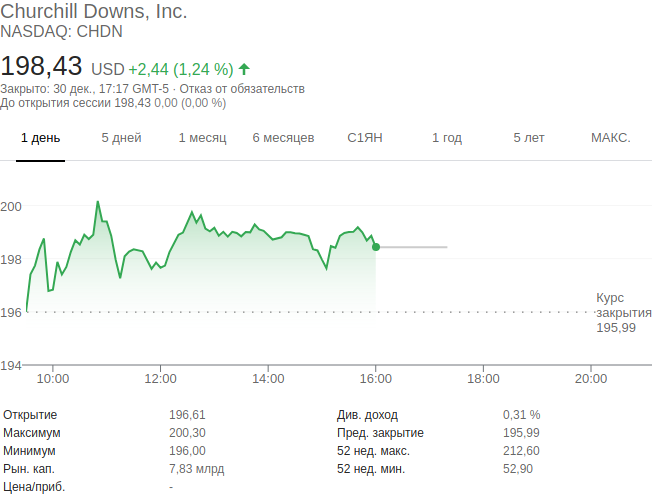 Churchill Downs, Inc.
NASDAQ: CHDN
198,43 USD +2,44 (1,24 %)
Закрыто: 30 дек., 17:17 GMT-5 · Отказ от обязательств
До открытия сессии 198,43 0,00 (0,00 %)
1 день 5 дней 1 месяц 6 месяцев С1ЯН 1 год 5 лет МАКС.
200
198
196
194
Курс
закрытия
195,99
10:00 12:00 14:00 16:00 18:00 20:00
Открытие 196,61 Див. доход 0,31 %
Максимум 200,30 Пред. закрытие 195,99
Минимум 196,00 52 нед. макс. 212,60
Рын. кап. 7,83 млрд 52 нед. мин. 52,90
Цена/приб. -